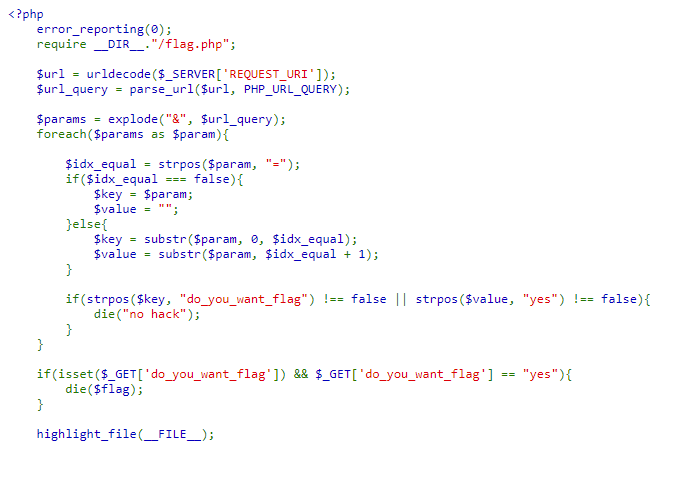 <?php
error_reporting(0);
require __DIR__."/flag.php";
$url = urldecode($_SERVER['REQUEST_URI']);
$url_query = parse_url($url, PHP_URL_QUERY);
$params = explode("&", $url_query);
foreach($params as $param){
$idx_equal = strpos($param, "=");
if($idx_equal === false){
$key = $param;
$value = "";
}else{
$key = substr($param, 0, $idx_equal);
$value = substr($param, $idx_equal + 1);
}
if(strpos($key, "do_you_want_flag") !== false || strpos($value, "yes") !== false){
die("no hack");
}
}
if(isset($_GET['do_you_want_flag']) && $_GET['do_you_want_flag'] == "yes"){
die($flag);
}
highlight_file(__FILE__);